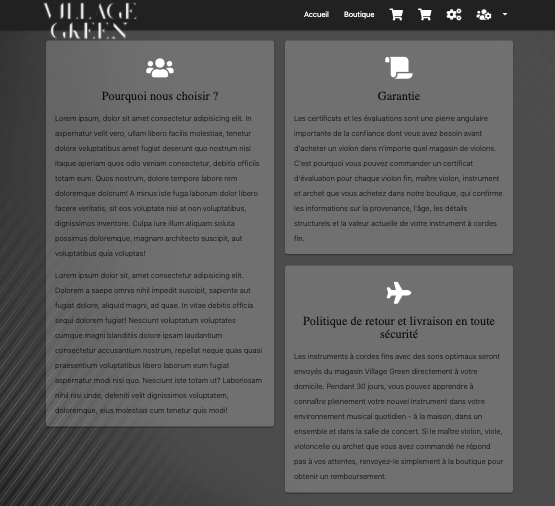 VILLAGE
GREEN
Accueil Boutique
Pourquoi nous choisir ?
Lorem ipsum, dolor sit amet consectetur adipisicing elit. In
aspernatur velit vero, ullam libero facilis molestiae, tenetur
dolore voluptatibus amet fugiat deserunt quo nostrum nisi
itaque aperiam quos odio veniam consectetur, debitis officiis
totam eum. Quos nostrum, dolore tempore labore rem
doloremque dolorum! A minus iste fuga laborum dolor libero
facere veritatis, sit eos voluptate nisi at non voluptatibus,
dignissimos inventore. Culpa iure illum aliquam soluta
possimus doloremque, magnam architecto suscipit, aut
voluptatibus quia voluptas!
Lorem ipsum dolor sit, amet consectetur adipisicing elit.
Dolorem a saepe omnis nihil impedit suscipit, sapiente aut
fugiat dolore, aliquid magni, ad quae. In vitae debitis officia
sequi dolorem fugiat! Nesciunt voluptatum voluptates
cumque magni blanditiis dolore ipsam laudantium
consectetur accusantium nostrum, repellat neque quas quasi
praesentium voluptatibus libero laborum eum fugiat
aspernatur modi nisi quo. Nesciunt iste totam ut? Laboriosam
nihil nisi unde, deleniti velit dignissimos voluptatem,
doloremque, eius molestias cum tenetur quis modi!
Garantie
Les certificats et les évaluations sont une pierre angulaire
importante de la confiance dont vous avez besoin avant
d'acheter un violon dans n'importe quel magasin de violons.
C'est pourquoi vous pouvez commander un certificat
d'évaluation pour chaque violon fin, maître violon, instrument
et archet que vous achetez dans notre boutique, qui confirme
les informations sur la provenance, l'âge, les détails
structurels et la valeur actuelle de votre instrument à cordes
fin.
Politique de retour et livraison en toute
sécurité
Les instruments à cordes fins avec des sons optimaux seront
envoyés du magasin Village Green directement à votre
domicile. Pendant 30 jours, vous pouvez apprendre à
connaître pleinement votre nouvel instrument dans votre
environnement musical quotidien - à la maison, dans un
ensemble et dans la salle de concert. Si le maître violon, viole,
violoncelle ou archet que vous avez commandé ne répond
pas à vos attentes, renvoyez-le simplement à la boutique pour
obtenir un remboursement.